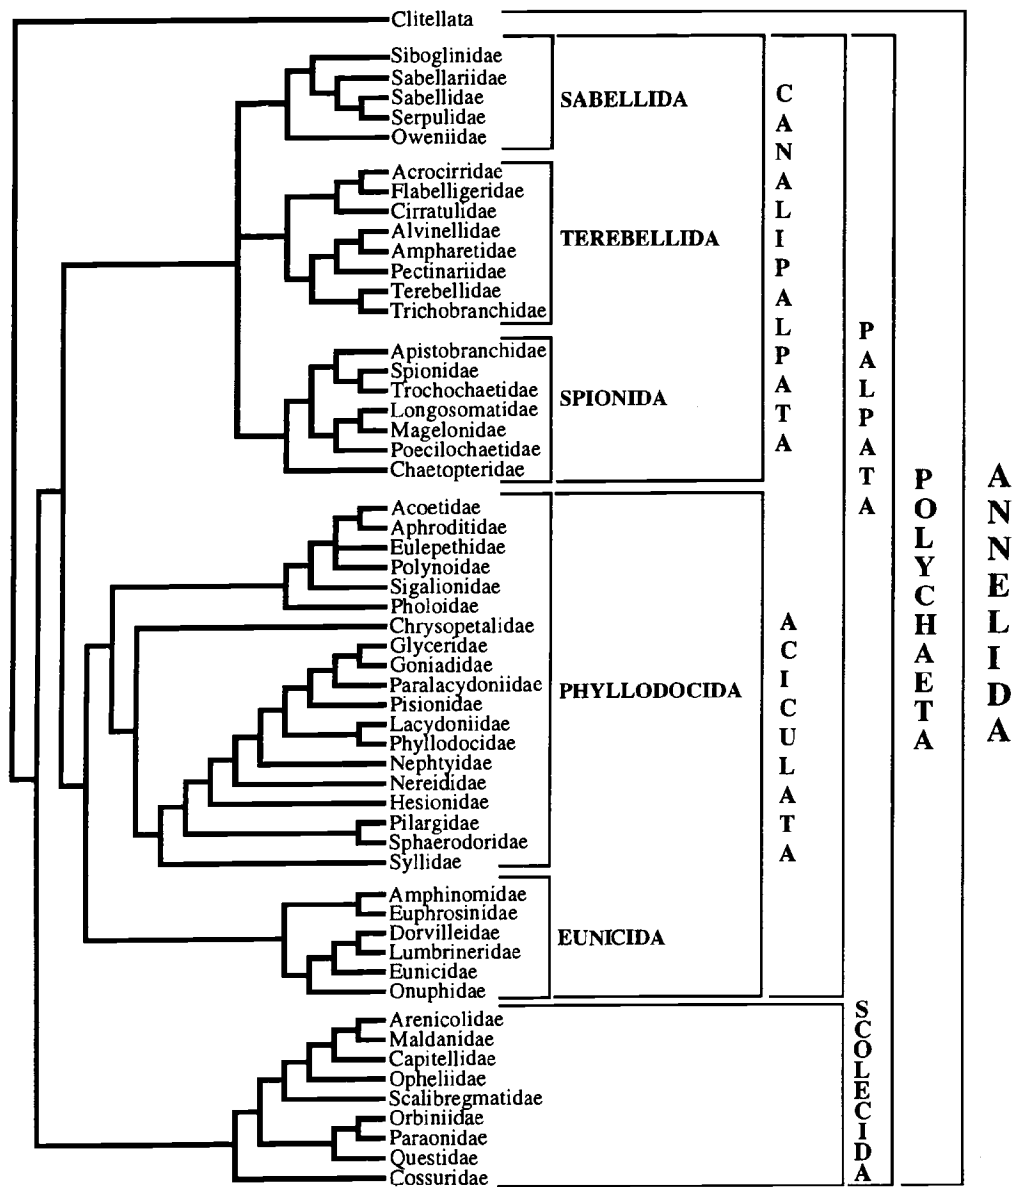 Clitellata
Siboglinidae
Sabellariidae
Sabellidae
Serpulidae
Oweniidae
SABELLIDA
Acrocirridae
Flabelligeridae
Cirratulidae
Alvinellidae
Ampharetidae
Pectinariidae
Terebellidae
Trichobranchidae
TEREBELLIDA
Apistobranchidae
Spionidae
Trochochaetidae
Longosomatidae
Magelonidae
Poecilochaetidae
Chaetopteridae
SPIONIDA
CANALIPALPATA
Acoetidae
Aphroditidae
Eulepethidae
Polynoidae
Sigalionidae
Pholoidae
Chrysopetalidae
Glyceridae
Goniadidae
Paralacydoniidae
Pisionidae
Lacydoniidae
Phyllodocidae
Nephtyidae
Nereididae
Hesionidae
Pilargidae
Sphaerodoridae
Syllidae
PHYLLODOCIDA
Amphinomidae
Euphrosinidae
Dorvilleidae
Lumbrineridae
Eunicidae
Onuphidae
EUNICIDA
ACICULATA
PALPATA
Arenicolidae
Maldanidae
Capitellidae
Opheliidae
Scalibregmatidae
Orbiniidae
Paraonidae
Questidae
Cossuridae
SCOLECIDA
POLYCHAETA
ANNELIDA